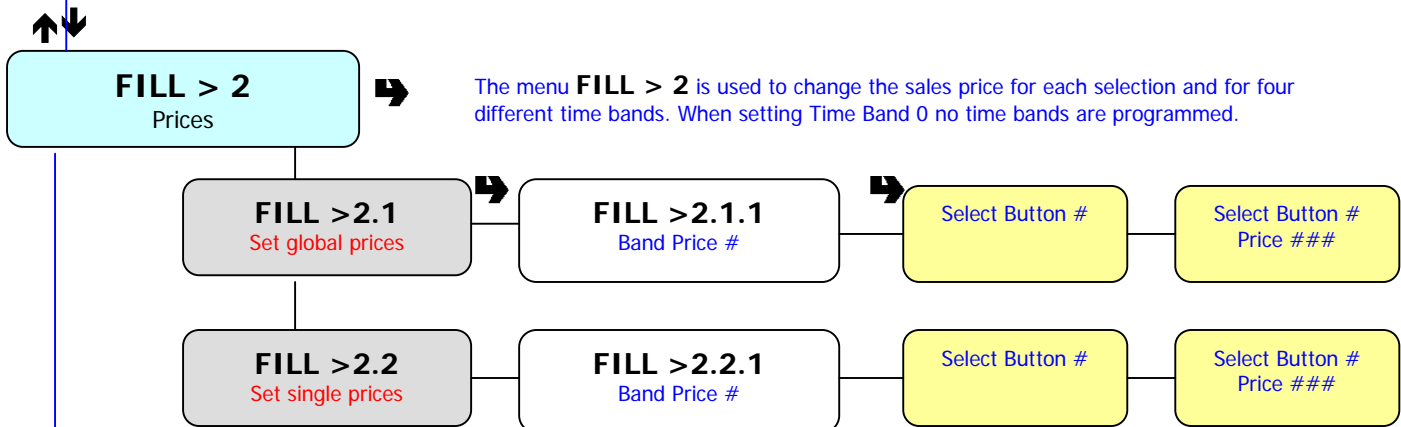 FILL > 2
Prices
The menu FILL > 2 is used to change the sales price for each selection and for four
different time bands. When setting Time Band 0 no time bands are programmed.
FILL >2.1
Set global prices
FILL >2.1.1
Band Price #
Select Button #
Select Button #
Price ###
FILL >2.2
Set single prices
FILL >2.2.1
Band Price #
Select Button #
Select Button #
Price ###